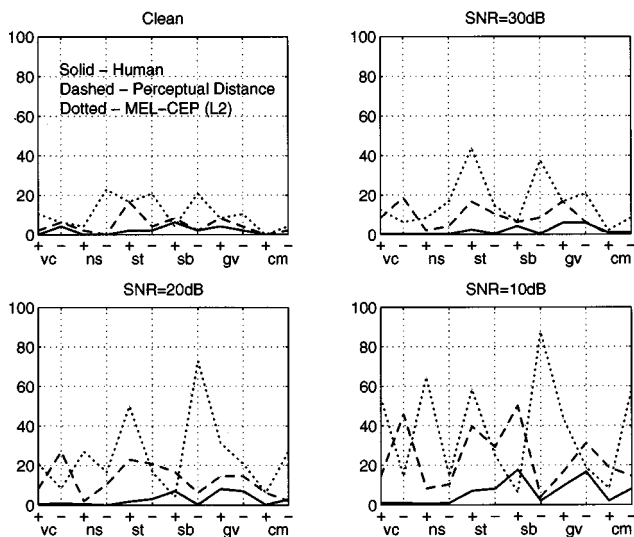 Clean
100
80
60
40
20
0
Solid – Human
Dashed – Perceptual Distance
Dotted – MEL–CEP (L2)
+ – + – + – + – + – + –
vc ns st sb gv cm
SNR=30dB
100
80
60
40
20
0
+ – + – + – + – + – + –
vc ns st sb gv cm
SNR=20dB
100
80
60
40
20
0
+ – + – + – + – + – + –
vc ns st sb gv cm
SNR=10dB
100
80
60
40
20
0
+ – + – + – + – + – + –
vc ns st sb gv cm